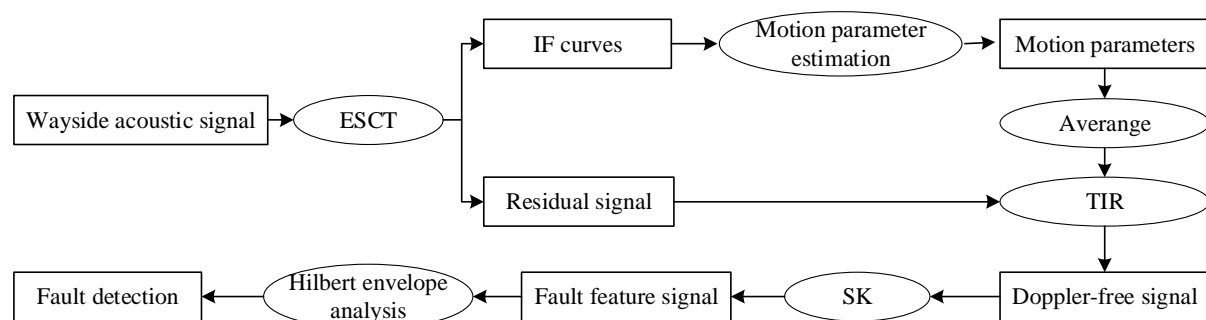 IF curves
Motion parameter
estimation
Motion parameters
Wayside acoustic signal
ESCT
Averange
Residual signal
TIR
Fault detection
Hilbert envelope
analysis
Fault feature signal
SK
Doppler-free signal